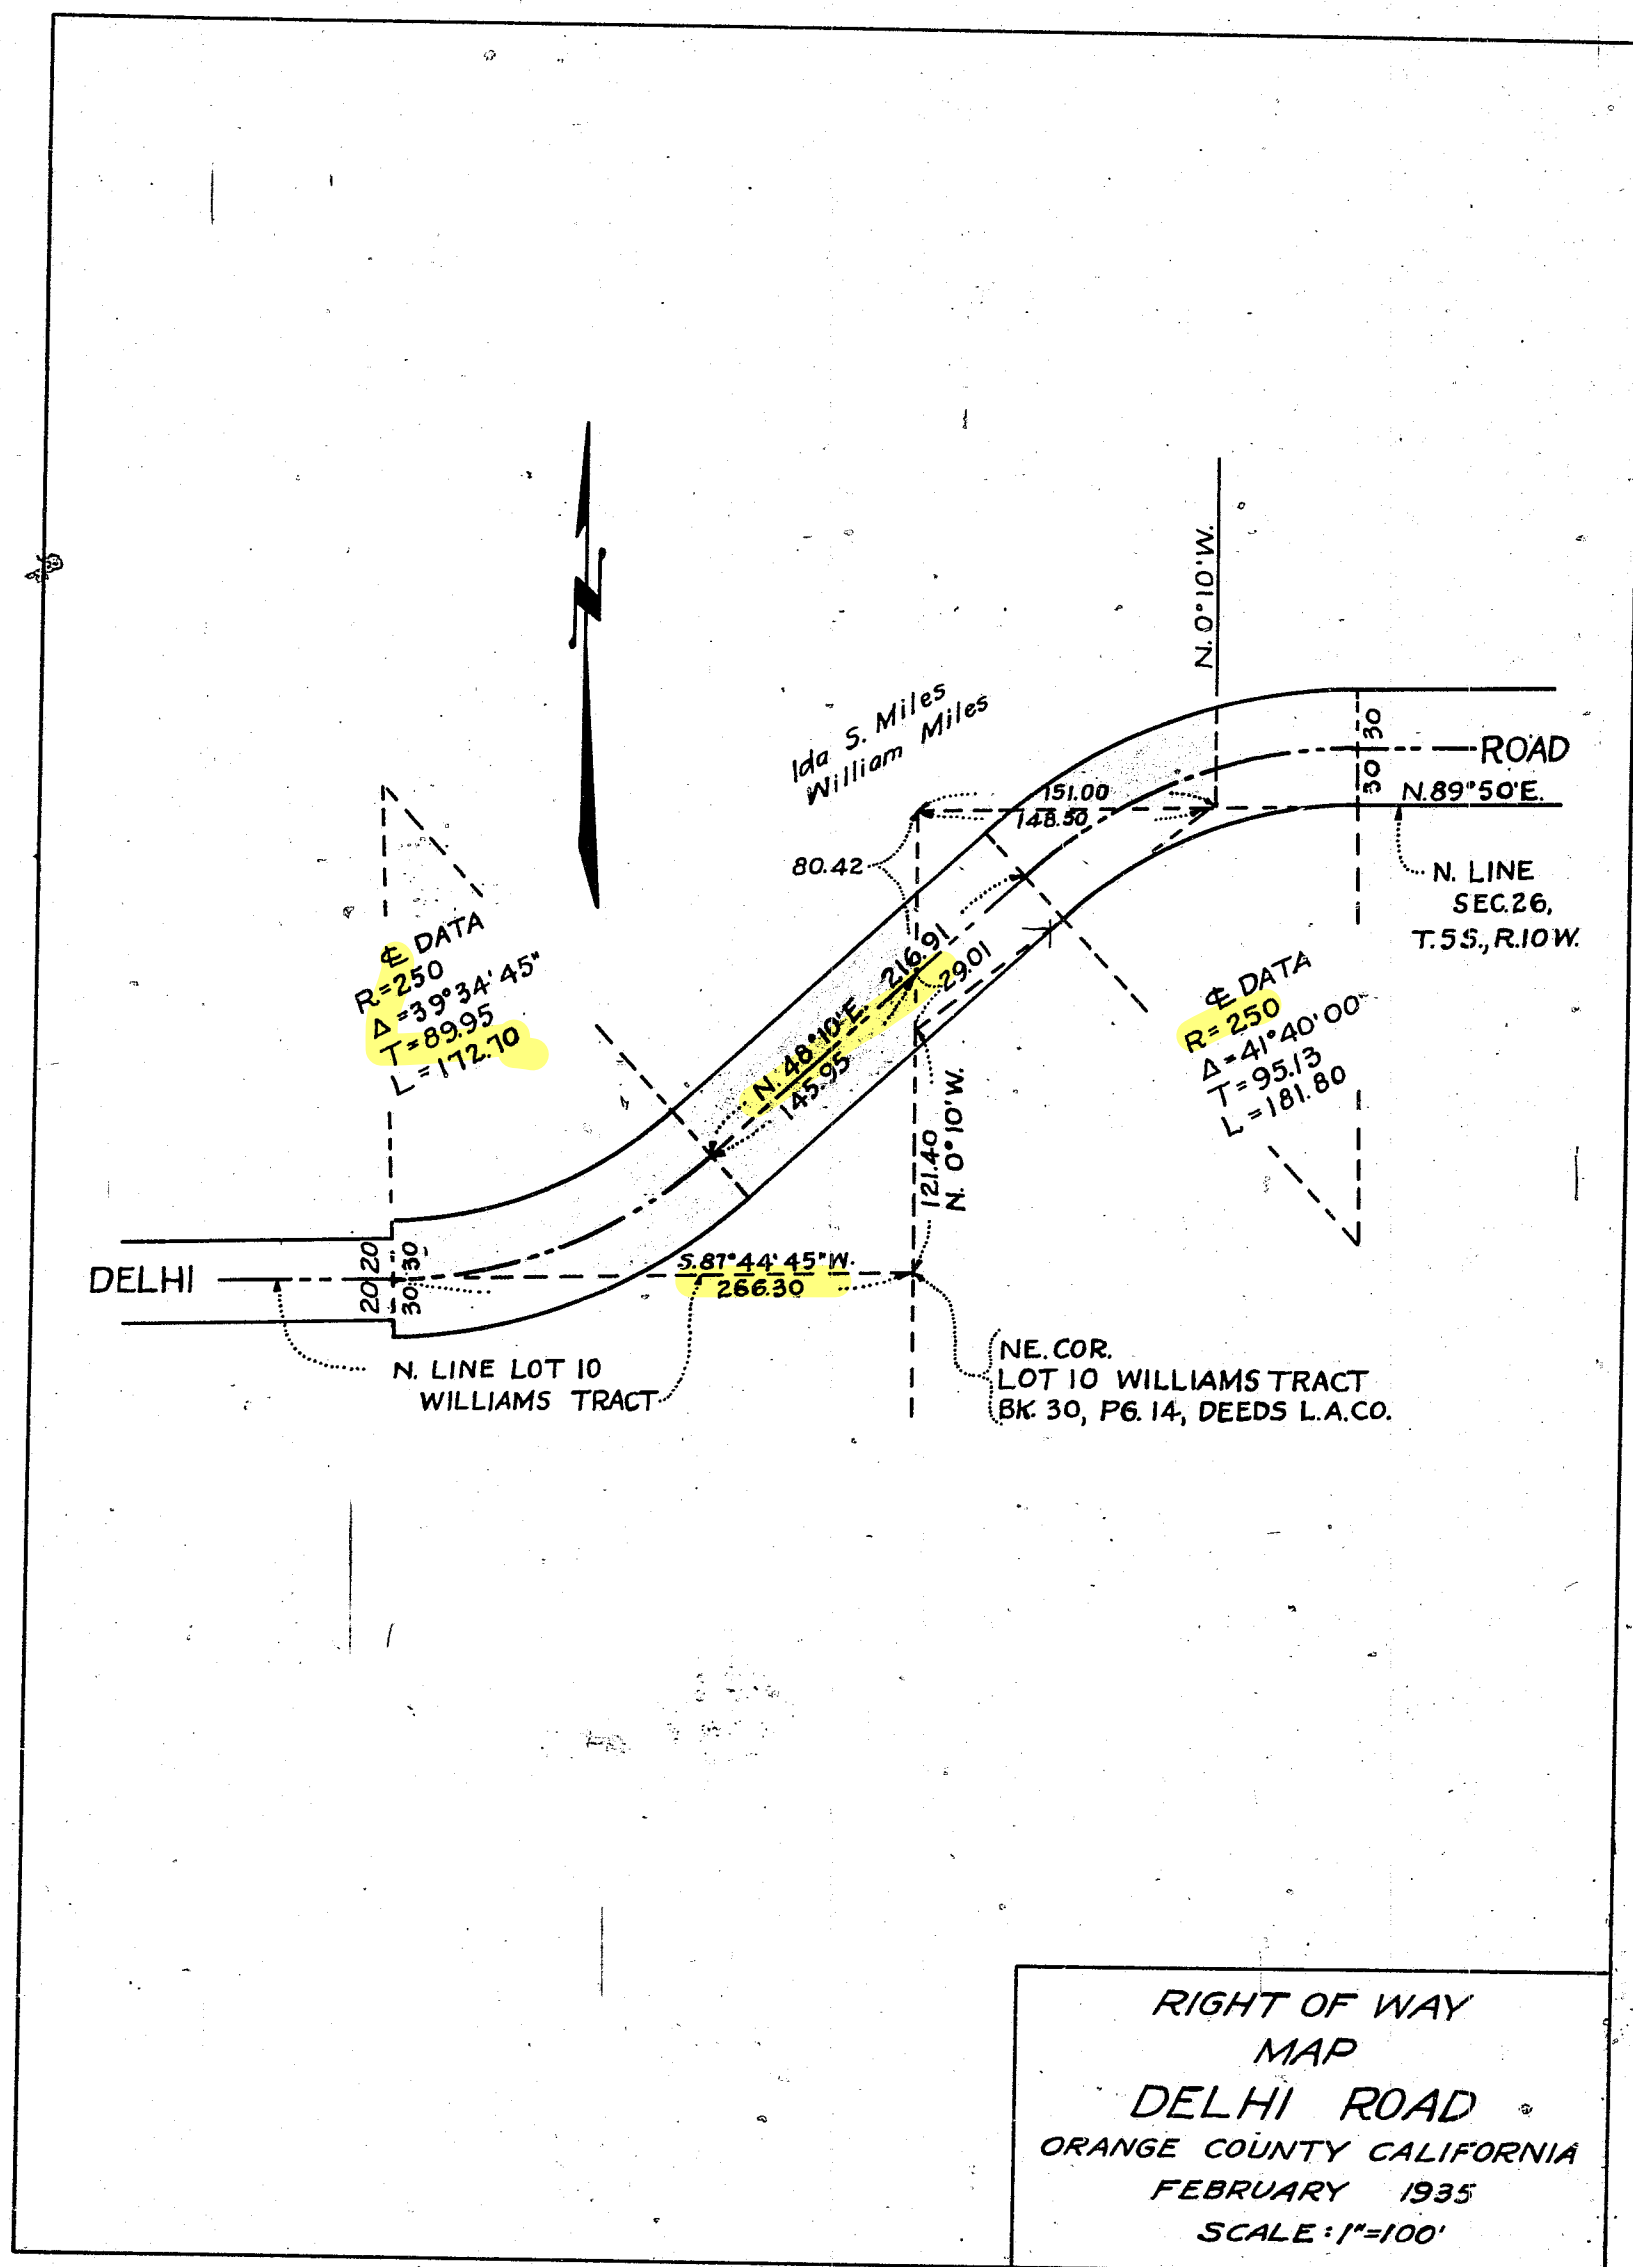 N. 0°10'W.
Ida S. Miles
William Miles
30
ROAD
30
N.89°50'E.
151.00
148.50
80.42
N. LINE
SEC.26,
T.5S., R.10W.
℄ DATA
R=250
Δ=39°34'45"
T=89.95
L=172.70
216.91
N. 48°10'E.
29.01
145.95
℄ DATA
R=250
Δ=41°40'00"
T=95.13
L=181.80
121.40
N. 0°10'W.
DELHI
20
20
30
30
S.87°44'45"W.
266.30
N. LINE LOT 10
WILLIAMS TRACT
NE. COR.
LOT 10 WILLIAMS TRACT
BK. 30, PG. 14, DEEDS L.A.CO.
RIGHT OF WAY
MAP
DELHI ROAD
ORANGE COUNTY CALIFORNIA
FEBRUARY 1935
SCALE: 1"=100'